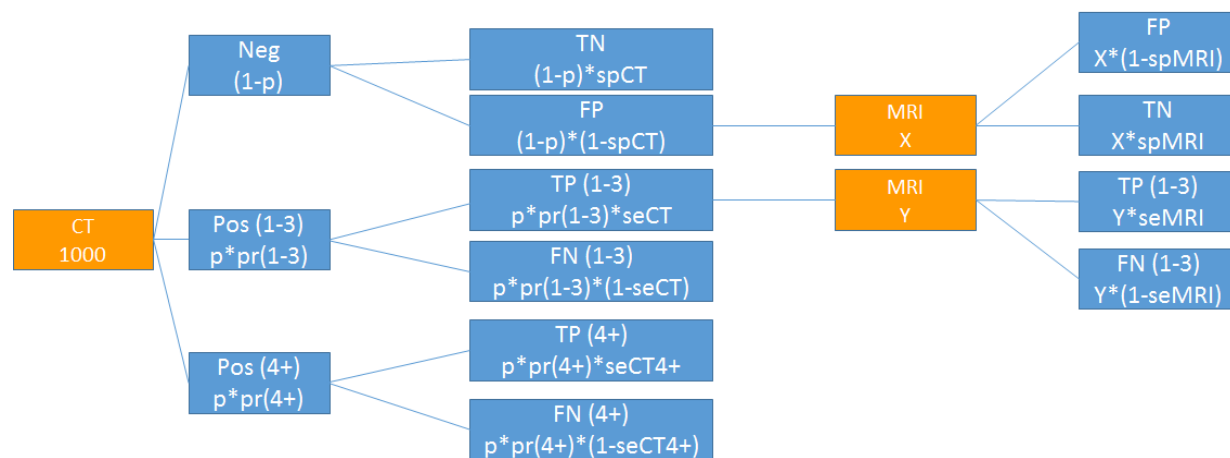 CT
1000
Neg
(1-p)
Pos (1-3)
p*pr(1-3)
Pos (4+)
p*pr(4+)
TN
(1-p)*spCT
FP
(1-p)*(1-spCT)
TP (1-3)
p*pr(1-3)*seCT
FN (1-3)
p*pr(1-3)*(1-seCT)
TP (4+)
p*pr(4+)*seCT4+
FN (4+)
p*pr(4+)*(1-seCT4+)
MRI
X
MRI
Y
FP
X*(1-spMRI)
TN
X*spMRI
TP (1-3)
Y*seMRI
FN (1-3)
Y*(1-seMRI)